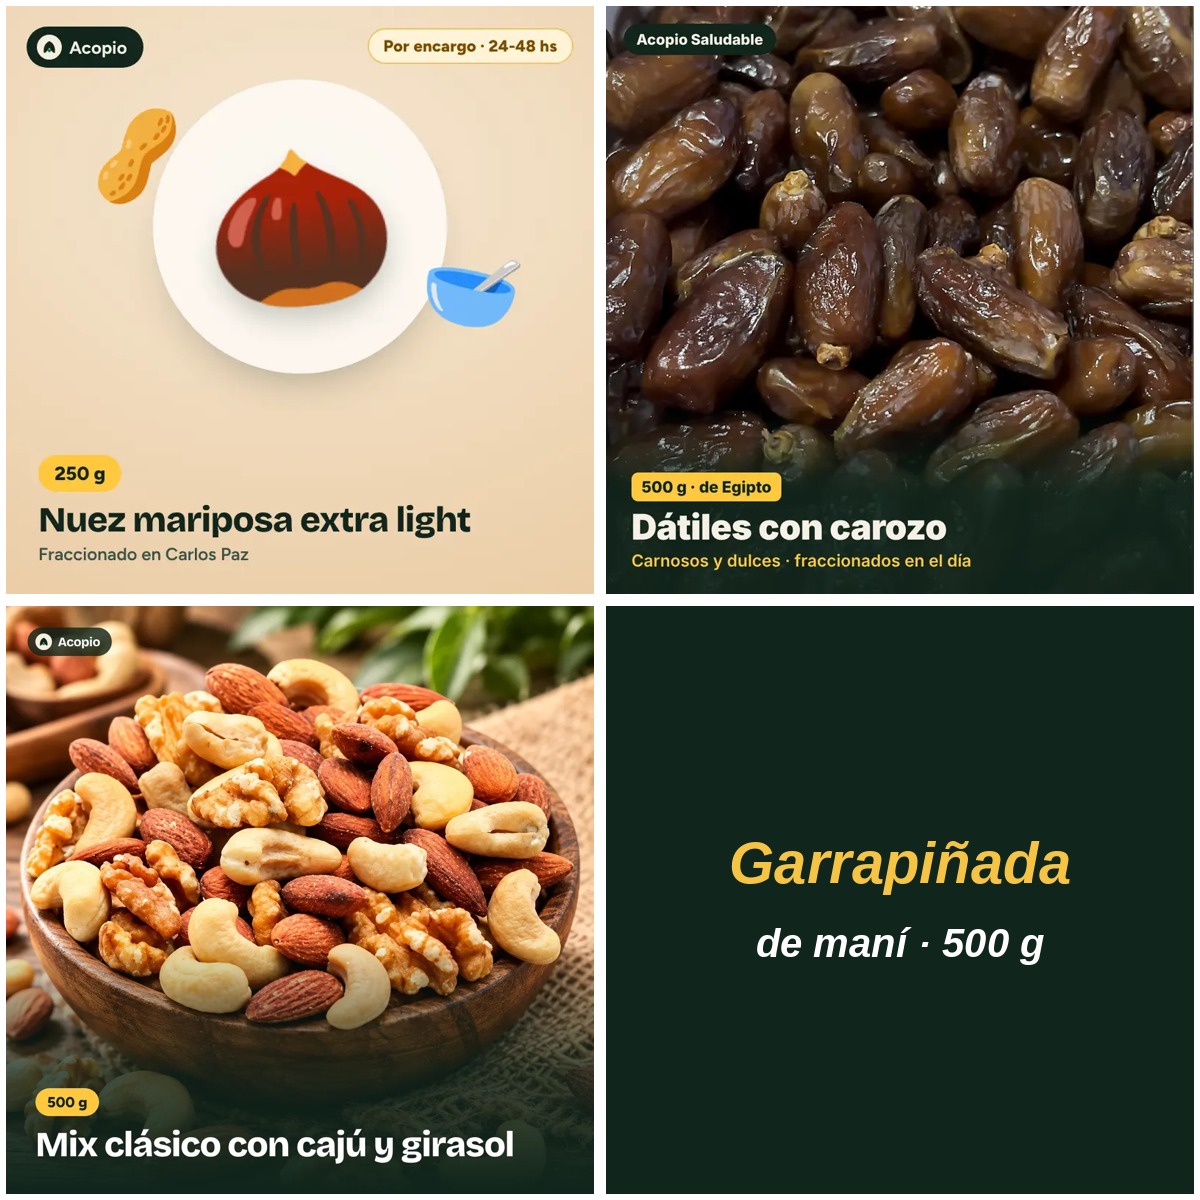 Acopio
Por encargo · 24-48 hs
250 g
Nuez mariposa extra light
Fraccionado en Carlos Paz
Acopio Saludable
500 g · de Egipto
Dátiles con carozo
Carnosos y dulces · fraccionados en el día
Acopio
500 g
Mix clásico con cajú y girasol
Garrapiñada
de maní · 500 g